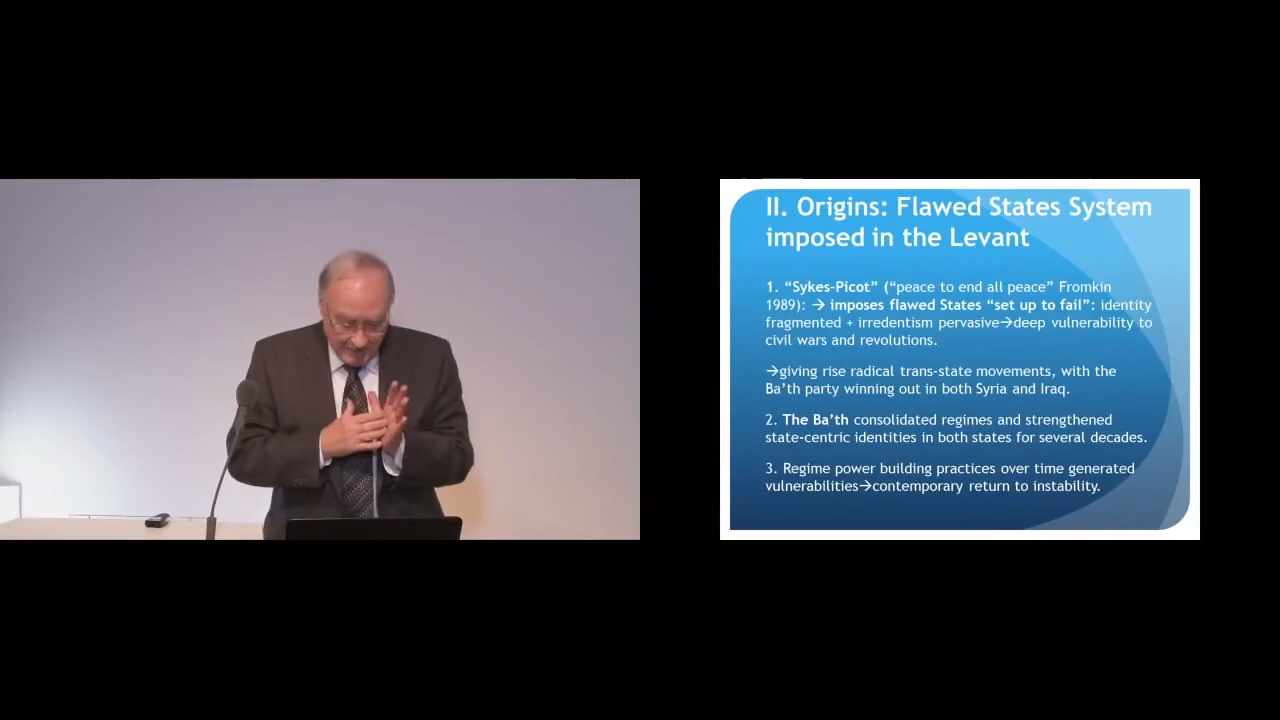 II. Origins: Flawed States System
imposed in the Levant
1. “Sykes-Picot” (“peace to end all peace” Fromkin
1989): → imposes flawed States “set up to fail”: identity
fragmented + irredentism pervasive→deep vulnerability to
civil wars and revolutions.
→giving rise radical trans-state movements, with the
Ba’th party winning out in both Syria and Iraq.
2. The Ba’th consolidated regimes and strengthened
state-centric identities in both states for several decades.
3. Regime power building practices over time generated
vulnerabilities→contemporary return to instability.